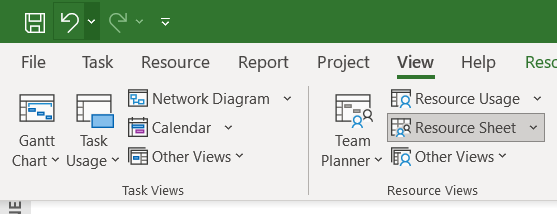 File Task Resource Report Project View Help
Gantt Chart
Task Usage
Network Diagram
Calendar
Other Views
Task Views
Team Planner
Resource Usage
Resource Sheet
Other Views
Resource Views